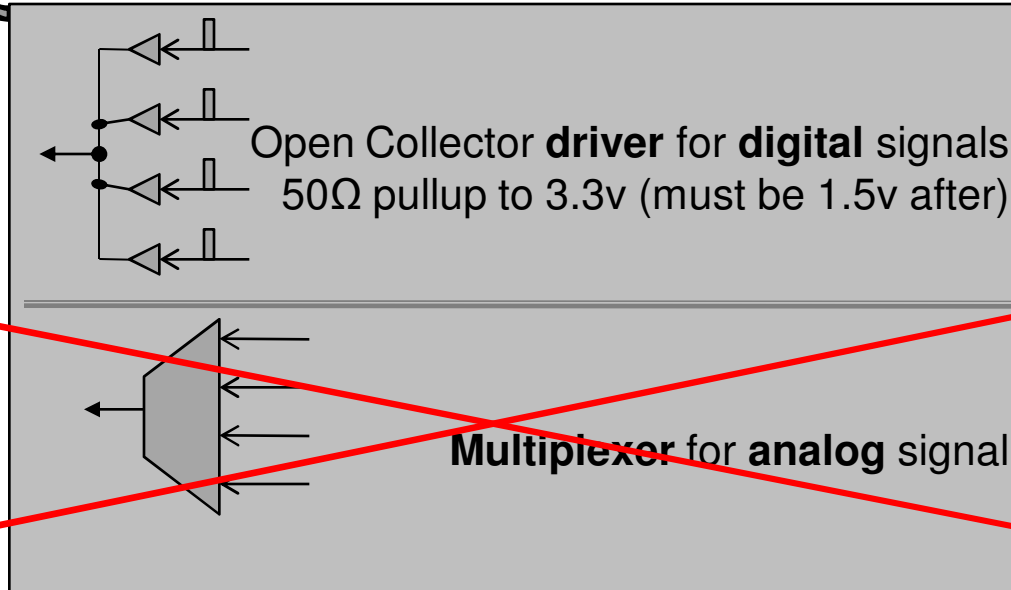 Open Collector driver for digital signals
50Ω pullup to 3.3v (must be 1.5v after)
Multiplexer for analog signal